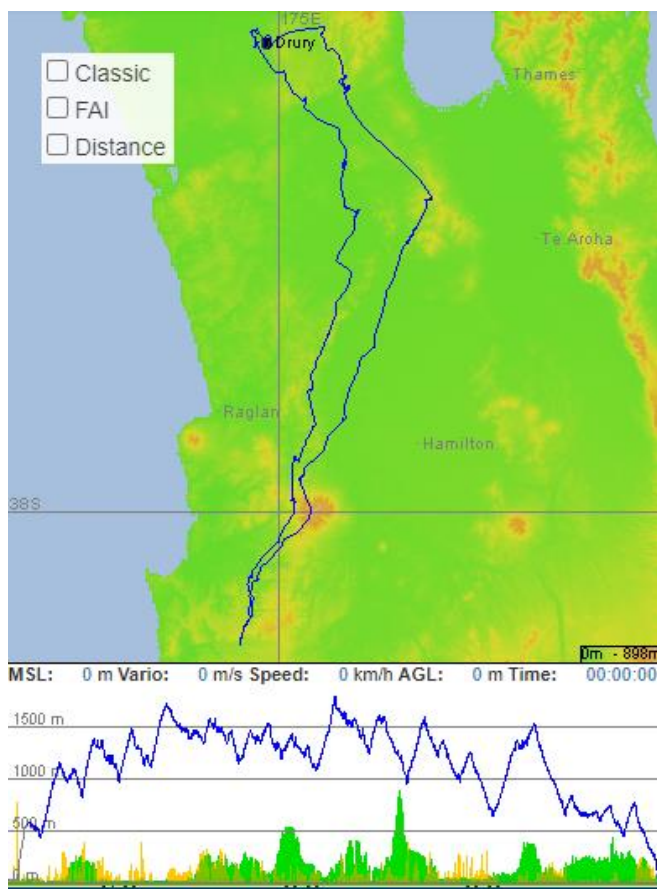 175E
Drury
Classic
FAI
Distance
Thames
Te Aroha
Raglan
Hamilton
38S
0m - 898m
MSL: 0 m Vario: 0 m/s Speed: 0 km/h AGL: 0 m Time: 00:00:00
1500 m
1000 m
500 m
0 m